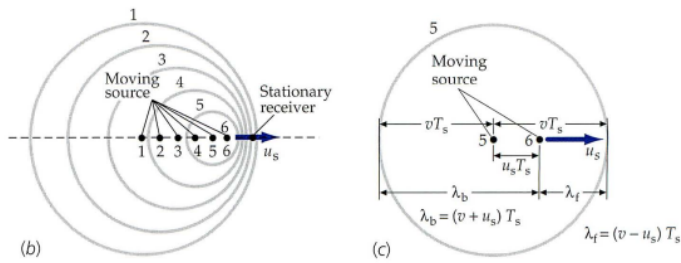 1
2
3
4
5
6
Moving
source
Stationary
receiver
1 2 3 4 5 6
u_s
(b)
5
Moving
source
vT_s vT_s
5 6
u_s
u_sT_s
λ_b λ_f
λ_b = (v + u_s) T_s
λ_f = (v − u_s) T_s
(c)